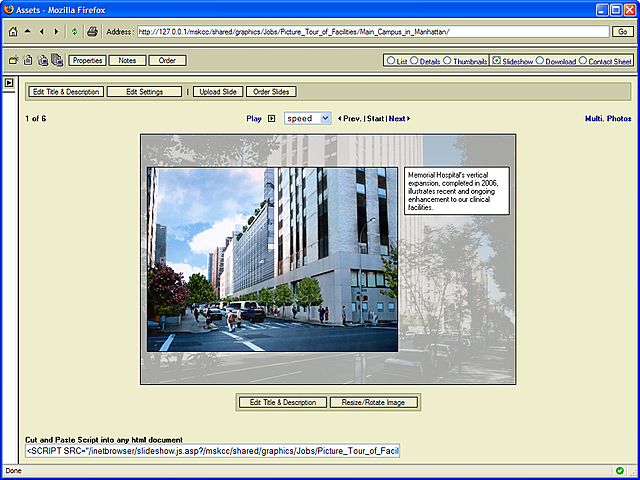 Assets - Mozilla Firefox
Address : http://127.0.0.1/mskcc/shared/graphics/Jobs/Picture_Tour_of_Facilities/Main_Campus_in_Manhattan/ Go
Properties Notes Order List Details Thumbnails Slideshow Download Contact Sheet
Edit Title & Description Edit Settings | Upload Slide Order Slides
1 of 6 Play speed Prev. | Start | Next Multi. Photos
Memorial Hospital's vertical
expansion, completed in 2006,
illustrates recent and ongoing
enhancement to our clinical
facilities.
Edit Title & Description Resize/Rotate Image
Cut and Paste Script into any html document
<SCRIPT SRC="/inetbrowser/slideshow.js.asp?/mskcc/shared/graphics/Jobs/Picture_Tour_of_Facil
Done